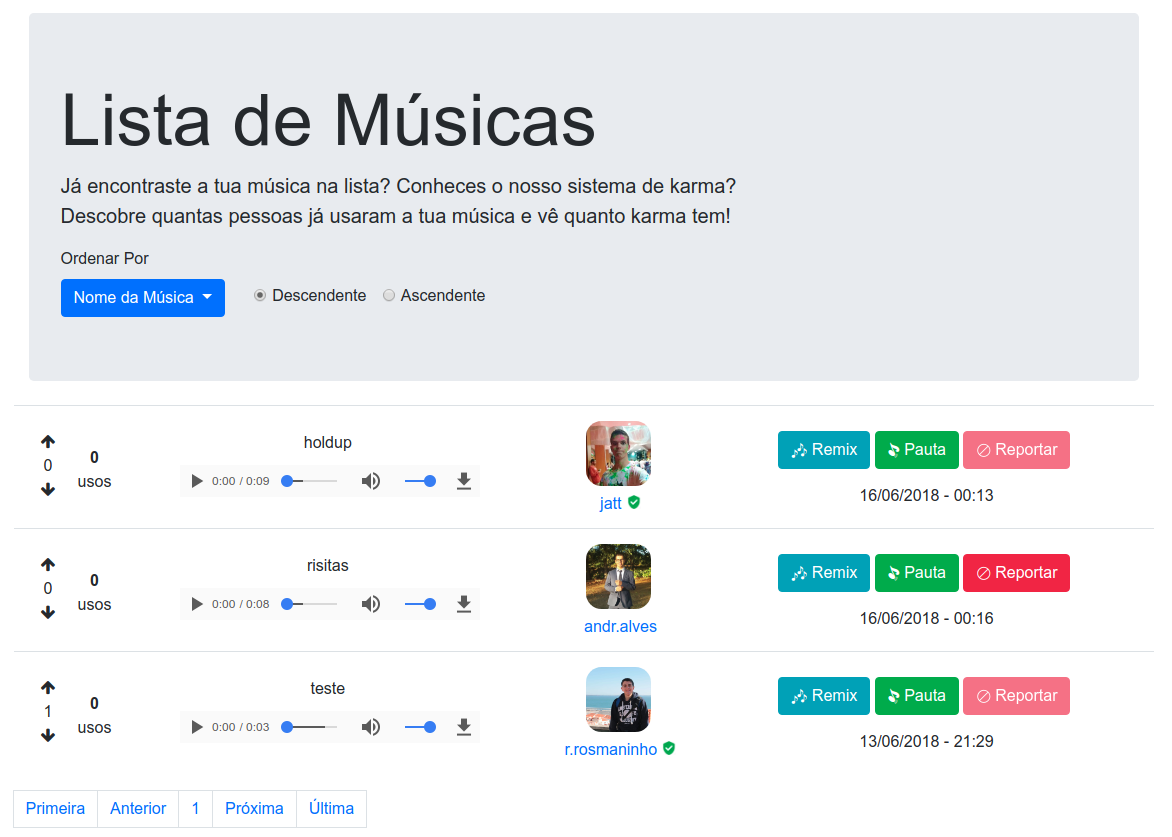 Lista de Músicas
Já encontraste a tua música na lista? Conheces o nosso sistema de karma?
Descobre quantas pessoas já usaram a tua música e vê quanto karma tem!
Ordenar Por
Nome da Música Descendente Ascendente
holdup
0 0 usos
0:00 / 0:09
jatt
Remix Pauta Reportar
16/06/2018 - 00:13
risitas
0 0 usos
0:00 / 0:08
andr.alves
Remix Pauta Reportar
16/06/2018 - 00:16
teste
1 0 usos
0:00 / 0:03
r.rosmaninho
Remix Pauta Reportar
13/06/2018 - 21:29
Primeira Anterior 1 Próxima Última